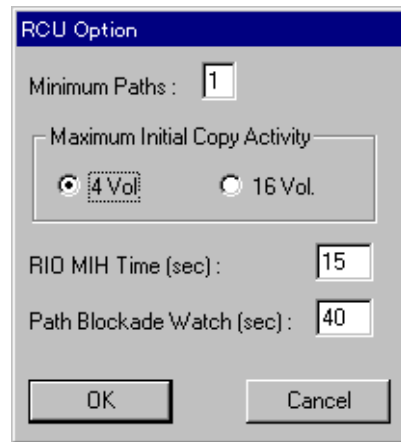 RCU Option
Minimum Paths : 1
Maximum Initial Copy Activity
4 Vol 16 Vol.
RIO MIH Time (sec) : 15
Path Blockade Watch (sec) : 40
OK Cancel